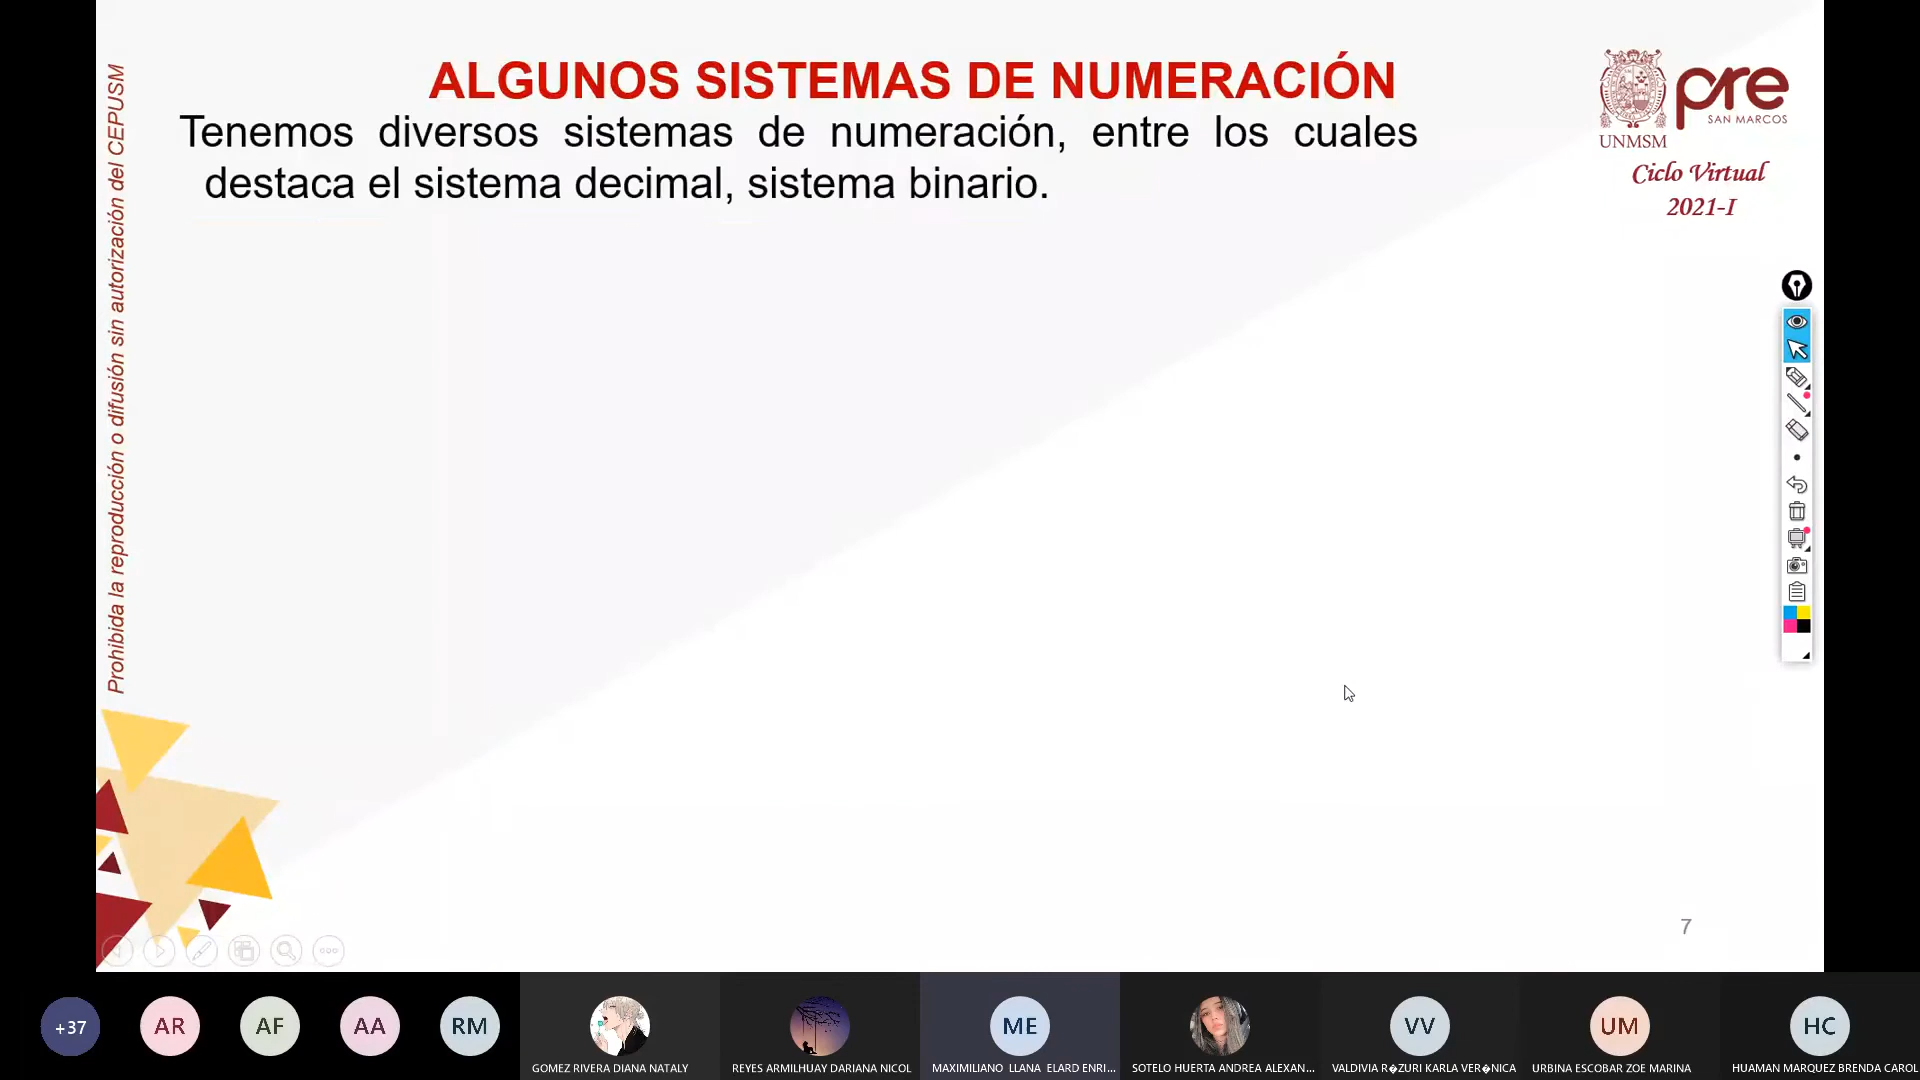 ALGUNOS SISTEMAS DE NUMERACIÓN
Tenemos diversos sistemas de numeración, entre los cuales
destaca el sistema decimal, sistema binario.
Prohibida la reproducción o difusión sin autorización del CEPUSM
UNMSM
pre
SAN MARCOS
Ciclo Virtual
2021-I
7
+37
AR
AF
AA
RM
ME
VV
UM
HC
GOMEZ RIVERA DIANA NATALY
REYES ARMILHUAY DARIANA NICOL
MAXIMILIANO LLANA ELARD ENRI...
SOTELO HUERTA ANDREA ALEXAN...
VALDIVIA R�ZURI KARLA VER�NICA
URBINA ESCOBAR ZOE MARINA
HUAMAN MARQUEZ BRENDA CAROL